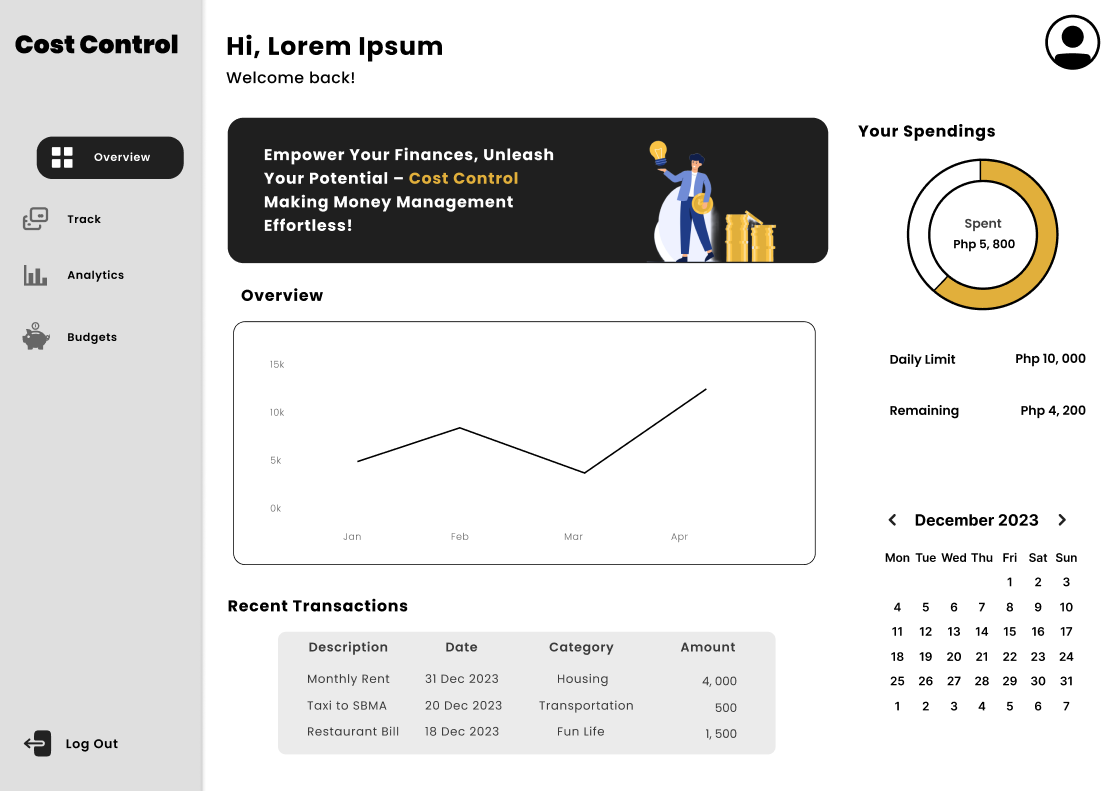 Cost Control
Overview
Track
Analytics
Budgets
Log Out
Hi, Lorem Ipsum
Welcome back!
Empower Your Finances, Unleash
Your Potential – Cost Control
Making Money Management
Effortless!
Overview
15k
10k
5k
0k
Jan Feb Mar Apr
Recent Transactions
Description Date Category Amount
Monthly Rent 31 Dec 2023 Housing 4, 000
Taxi to SBMA 20 Dec 2023 Transportation 500
Restaurant Bill 18 Dec 2023 Fun Life 1, 500
Your Spendings
Spent
Php 5, 800
Daily Limit Php 10, 000
Remaining Php 4, 200
December 2023
Mon Tue Wed Thu Fri Sat Sun
1 2 3
4 5 6 7 8 9 10
11 12 13 14 15 16 17
18 19 20 21 22 23 24
25 26 27 28 29 30 31
1 2 3 4 5 6 7